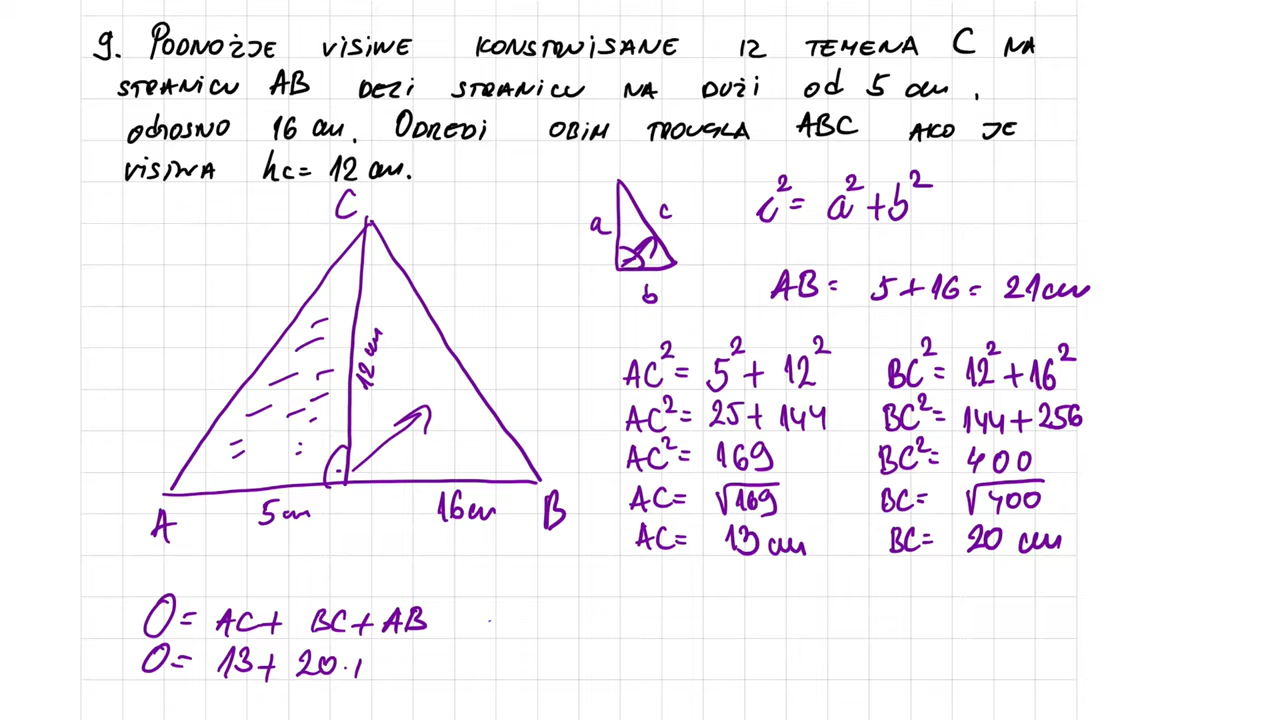 9. PODNOŽJE VISINE KONSTRUISANE IZ TEMENA C NA
STRANICU AB DELI STRANICU NA DUŽI od 5 cm,
odnosno 16 cm. ODREDI OBIM TROUGLA ABC AKO JE
VISINA hc = 12 cm.
C
a
c
b
c² = a² + b²
AB = 5 + 16 = 21 cm
12 cm
A
5 cm
16 cm
B
AC² = 5² + 12²
AC² = 25 + 144
AC² = 169
AC = √169
AC = 13 cm
BC² = 12² + 16²
BC² = 144 + 256
BC² = 400
BC = √400
BC = 20 cm
O = AC + BC + AB
O = 13 + 20